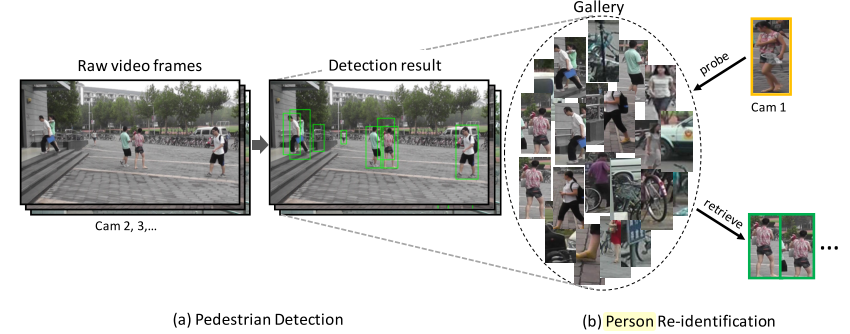 Gallery
Raw video frames
Detection result
probe
Cam 1
Cam 2, 3,...
retrieve
...
(a) Pedestrian Detection
(b) Person Re-identification